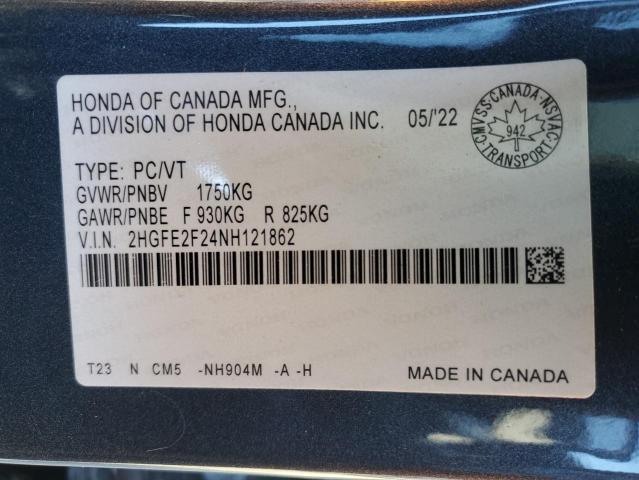 HONDA OF CANADA MFG.,
A DIVISION OF HONDA CANADA INC. 05/'22
CMVSS·CANADA·NSVAC
942
TRANSPORT
TYPE: PC/VT
GVWR/PNBV 1750KG
GAWR/PNBE F 930KG R 825KG
V.I.N. 2HGFE2F24NH121862
T23 N CM5 -NH904M -A -H
MADE IN CANADA